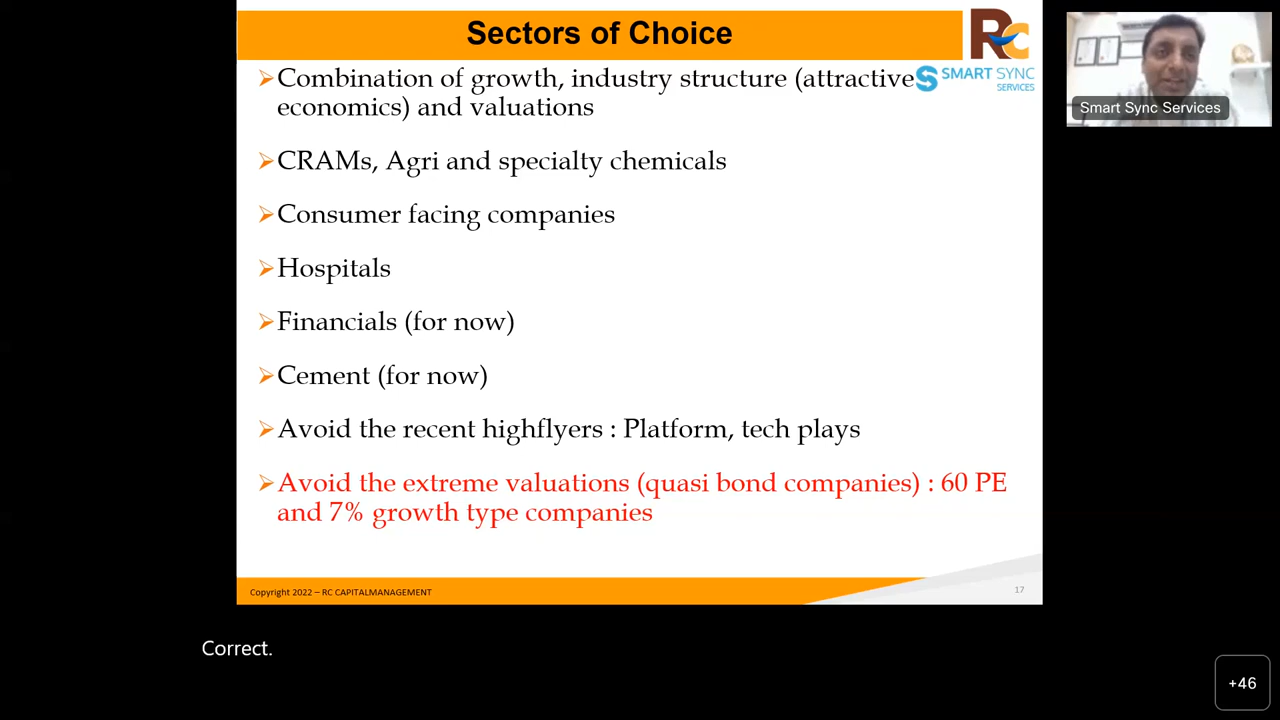 Sectors of Choice
RC
SMART SYNC
SERVICES
Smart Sync Services
➢Combination of growth, industry structure (attractive
economics) and valuations
➢CRAMs, Agri and specialty chemicals
➢Consumer facing companies
➢Hospitals
➢Financials (for now)
➢Cement (for now)
➢Avoid the recent highflyers : Platform, tech plays
➢Avoid the extreme valuations (quasi bond companies) : 60 PE
and 7% growth type companies
Copyright 2022 – RC CAPITALMANAGEMENT
17
Correct.
+46